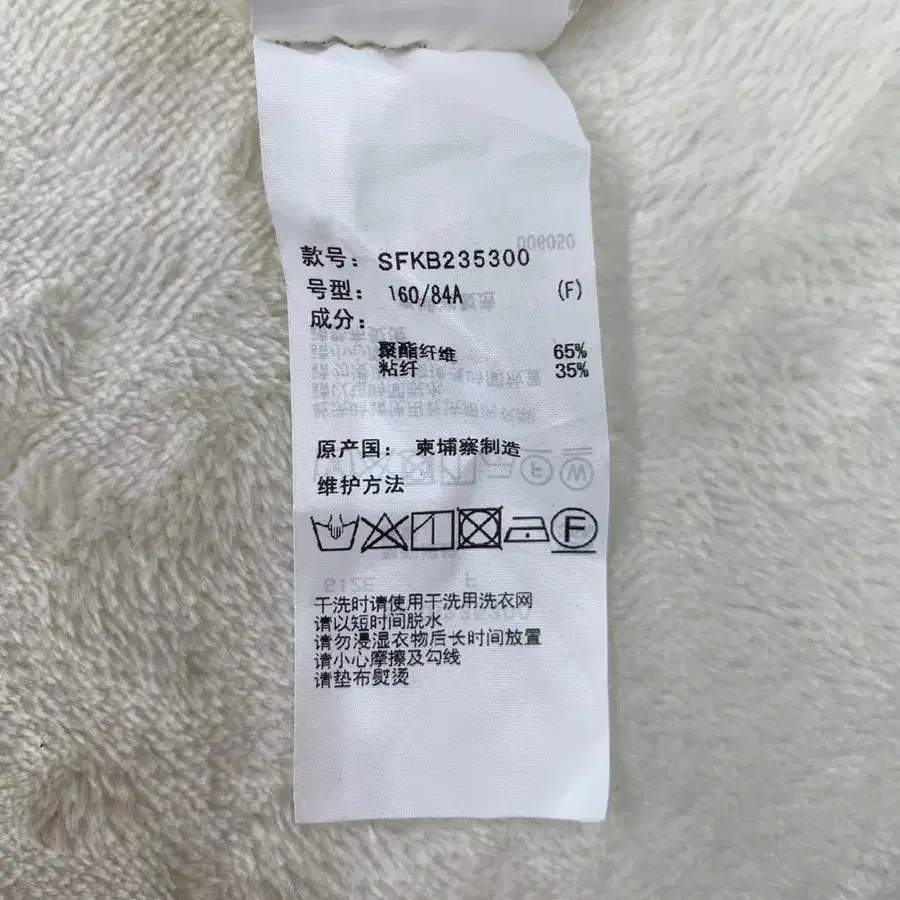 款号: SFKB235300
号型: 160/84A (F)
成分:
聚酯纤维 65%
粘纤 35%
原产国: 柬埔寨制造
维护方法
F
干洗时请使用干洗用洗衣网
请以短时间脱水
请勿浸湿衣物后长时间放置
请小心摩擦及勾线
请垫布熨烫